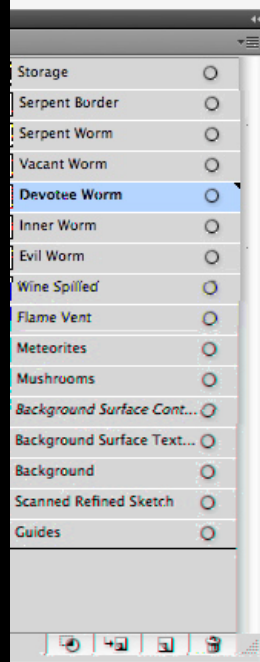 Storage
Serpent Border
Serpent Worm
Vacant Worm
Devotee Worm
Inner Worm
Evil Worm
Wine Spilled
Flame Vent
Meteorites
Mushrooms
Background Surface Cont...
Background Surface Text...
Background
Scanned Refined Sketch
Guides